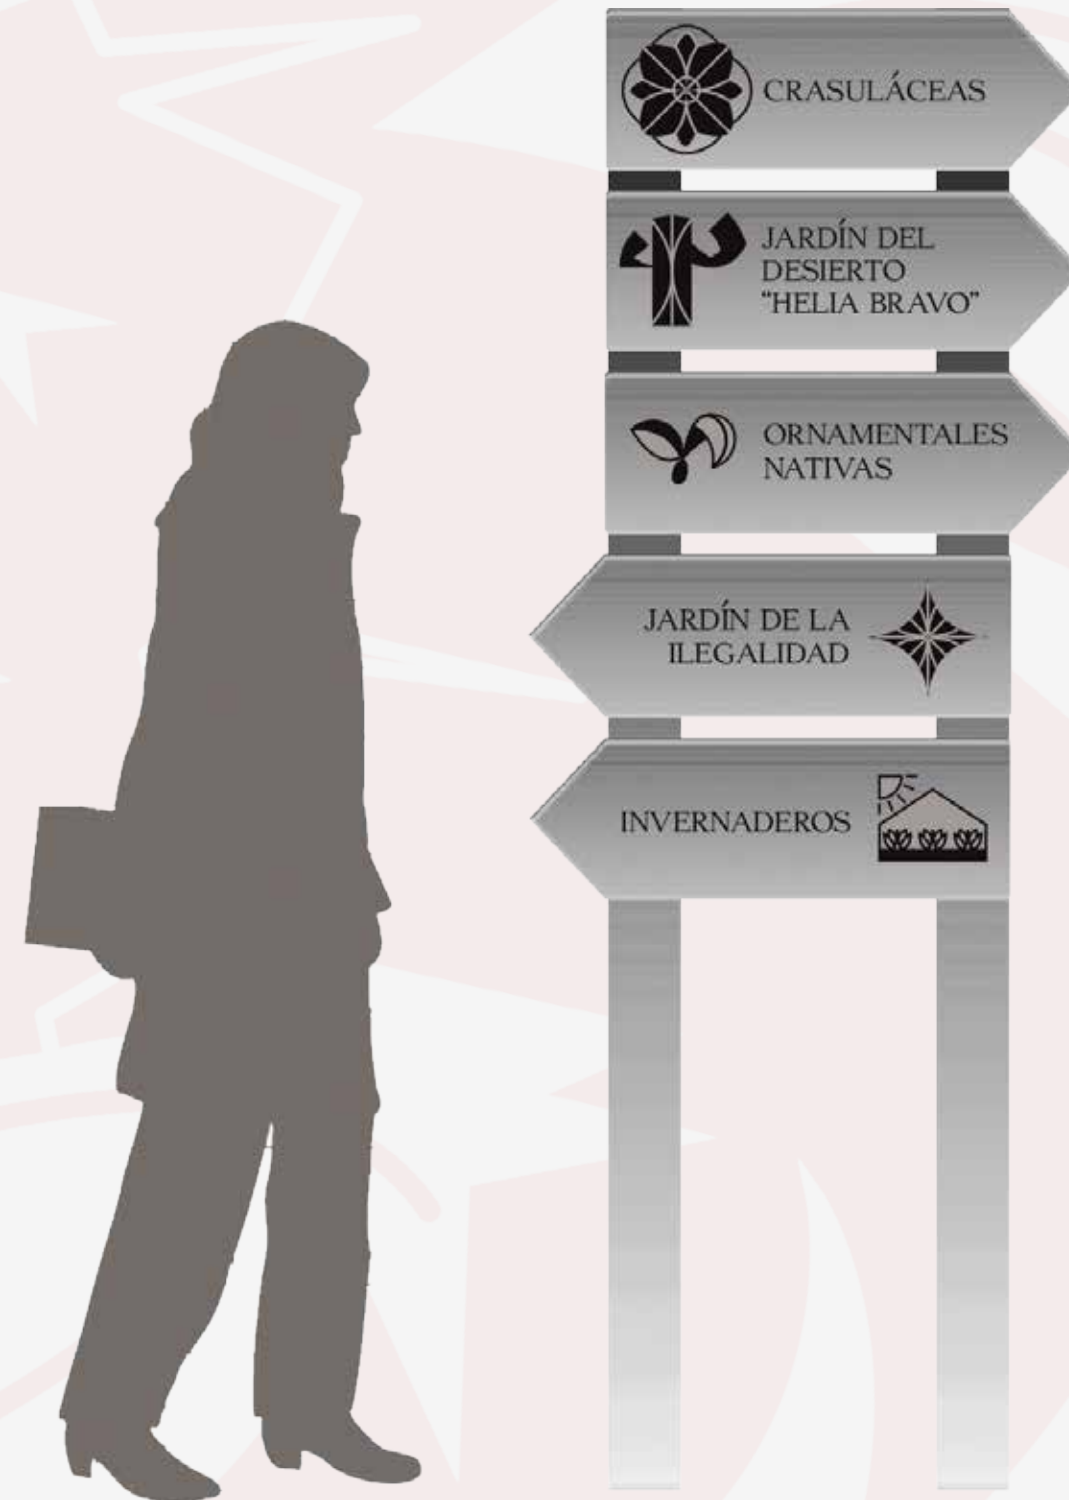 CRASULÁCEAS
JARDÍN DEL
DESIERTO
“HELIA BRAVO”
ORNAMENTALES
NATIVAS
JARDÍN DE LA
ILEGALIDAD
INVERNADEROS